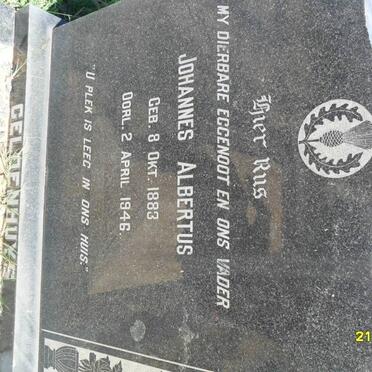 Hier Rus
MY DIERBARE EGGENOOT EN ONS VADER
JOHANNES ALBERTUS
GEB. 8 OKT. 1883
OORL. 2 APRIL 1946.
"U PLEK IS LEEG IN ONS HUIS."
21